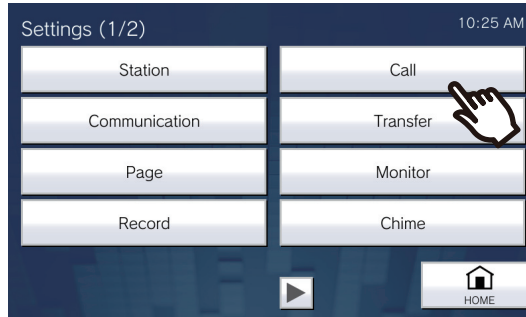 Settings (1/2)
10:25 AM
Station
Call
Communication
Transfer
Page
Monitor
Record
Chime
HOME